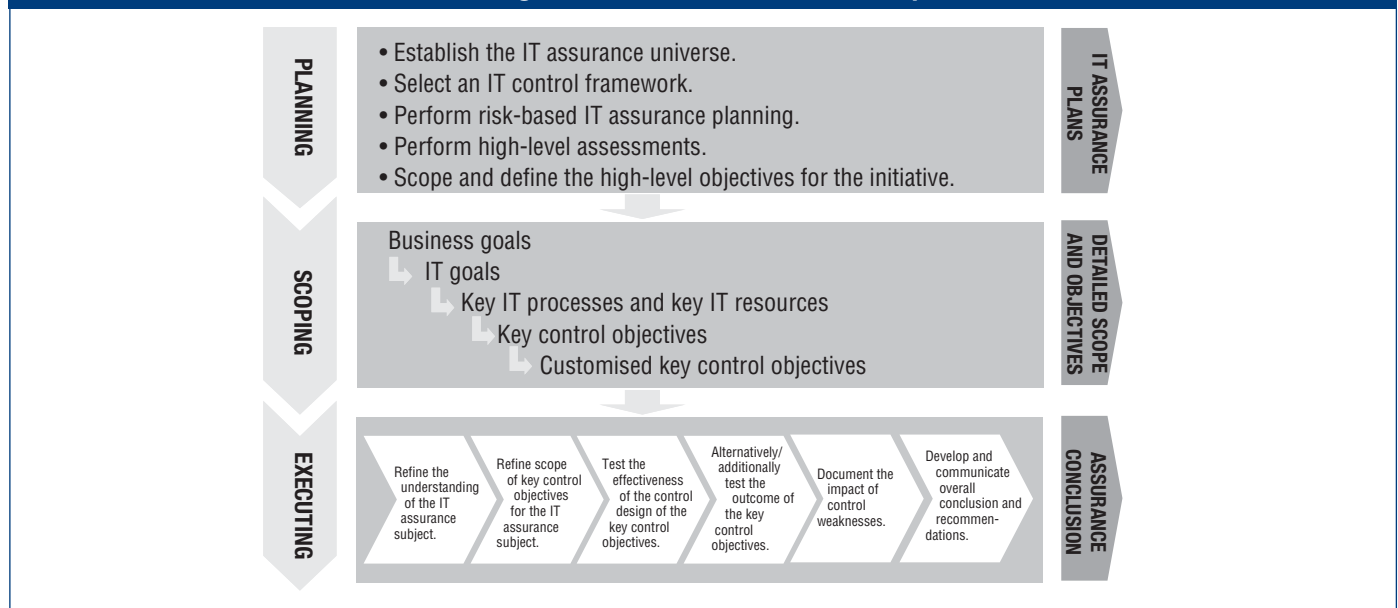 PLANNING
• Establish the IT assurance universe.
• Select an IT control framework.
• Perform risk-based IT assurance planning.
• Perform high-level assessments.
• Scope and define the high-level objectives for the initiative.
IT ASSURANCE
PLANS
SCOPING
Business goals
IT goals
Key IT processes and key IT resources
Key control objectives
Customised key control objectives
DETAILED SCOPE
AND OBJECTIVES
EXECUTING
Refine the
understanding
of the IT
assurance
subject.
Refine scope
of key control
objectives
for the IT
assurance
subject.
Test the
effectiveness
of the control
design of the
key control
objectives.
Alternatively/
additionally
test the
outcome of
the key
control
objectives.
Document the
impact of
control
weaknesses.
Develop and
communicate
overall
conclusion and
recommen-
dations.
ASSURANCE
CONCLUSION